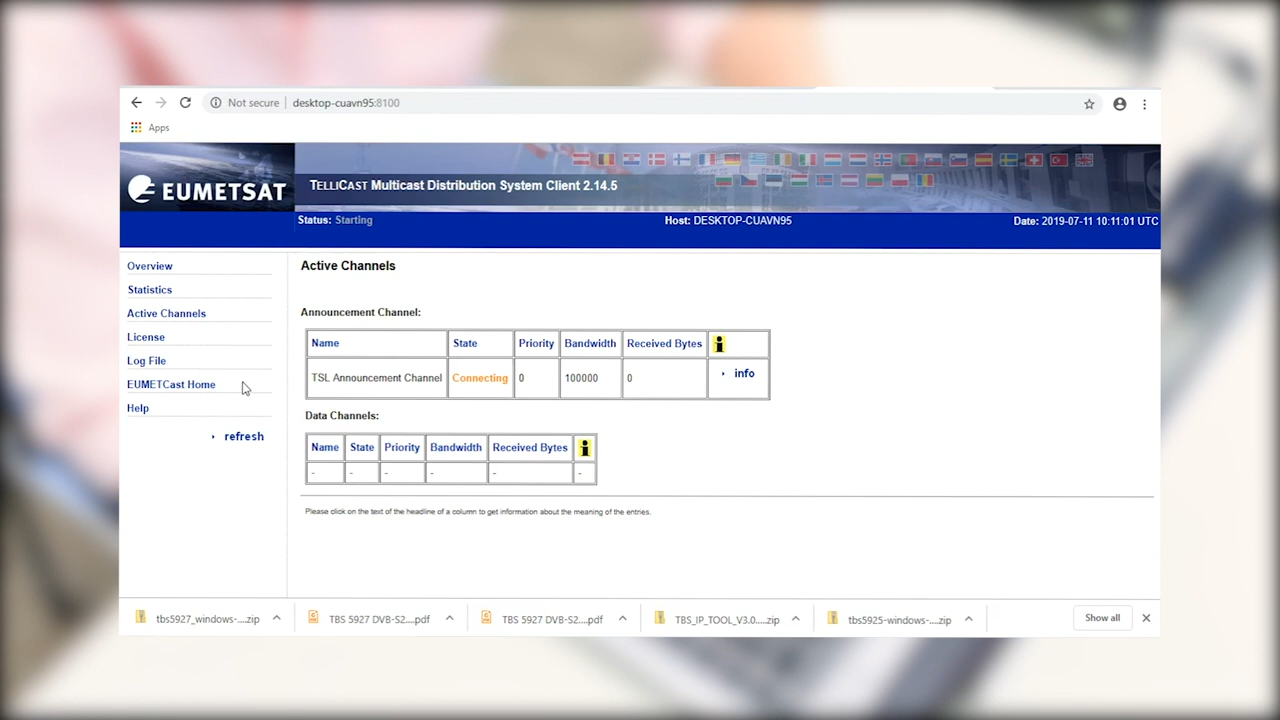 Not secure | desktop-cuavn95:8100
Apps
EUMETSAT
TELLICAST Multicast Distribution System Client 2.14.5
Status: Starting Host: DESKTOP-CUAVN95 Date: 2019-07-11 10:11:01 UTC
Overview
Statistics
Active Channels
License
Log File
EUMETCast Home
Help
refresh
Active Channels
Announcement Channel:
Name State Priority Bandwidth Received Bytes i
TSL Announcement Channel Connecting 0 100000 0 info
Data Channels:
Name State Priority Bandwidth Received Bytes i
- - - - - -
Please click on the text of the headline of a column to get information about the meaning of the entries.
tbs5927_windows-....zip TBS 5927 DVB-S2....pdf TBS 5927 DVB-S2....pdf TBS_IP_TOOL_V3.0.....zip tbs5925-windows-....zip Show all